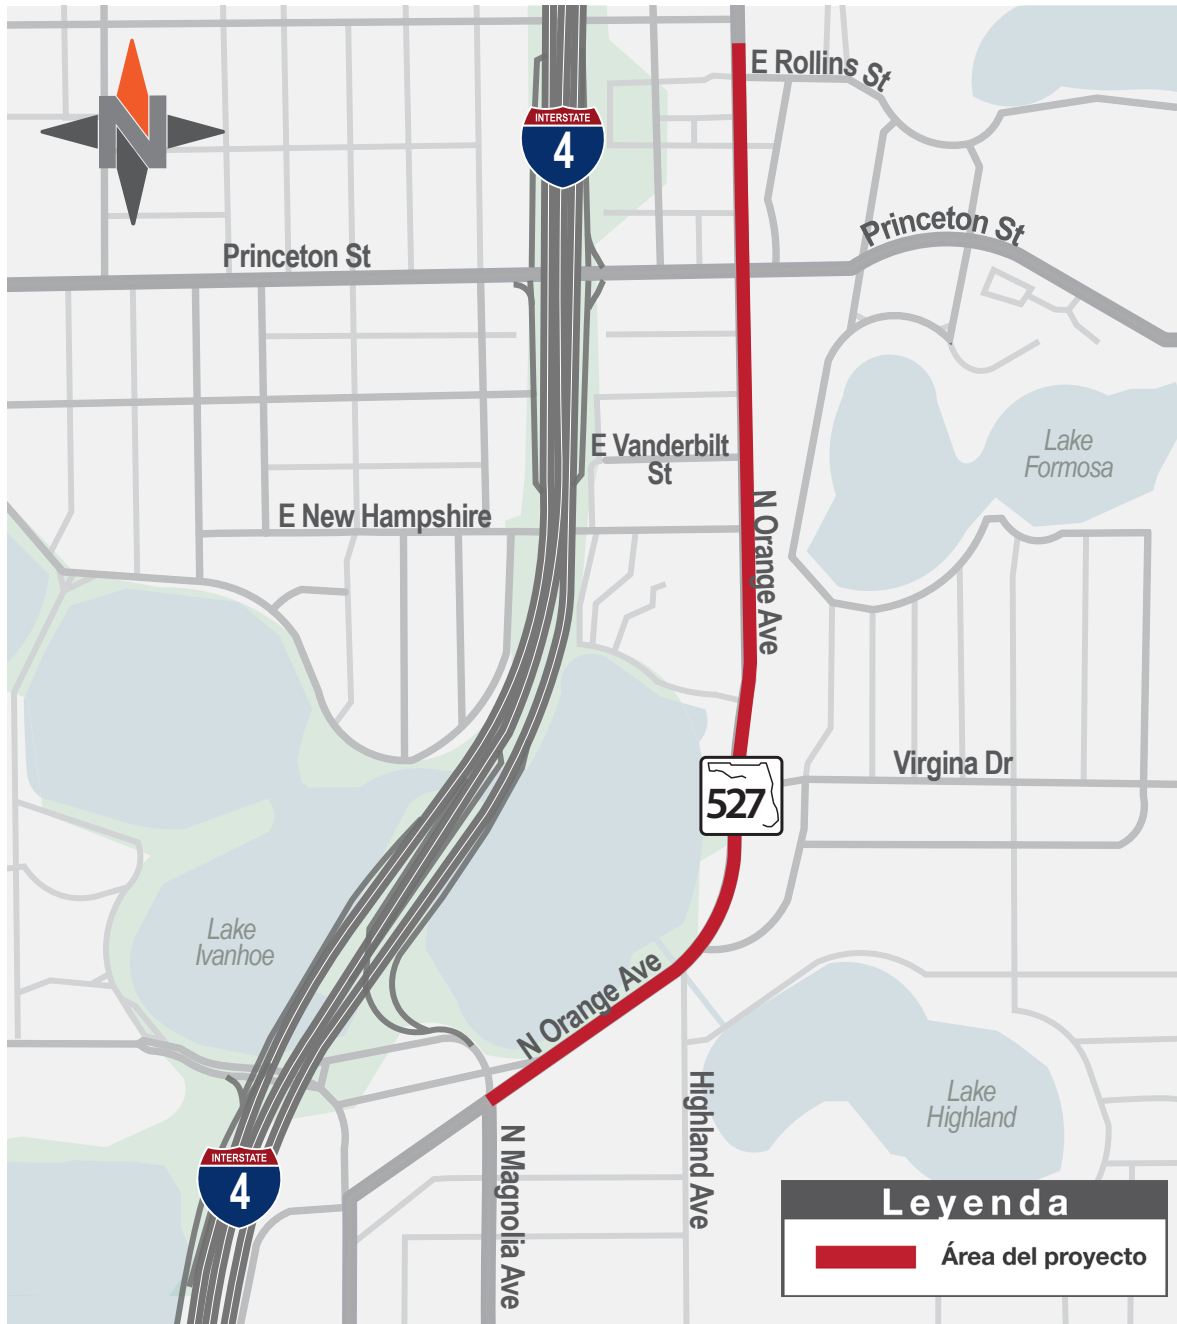 E Rollins St
N
INTERSTATE
4
Princeton St
Princeton St
E Vanderbilt
St
Lake
Formosa
E New Hampshire
N Orange Ave
Virgina Dr
527
Lake
Ivanhoe
N Orange Ave
Highland Ave
Lake
Highland
N Magnolia Ave
INTERSTATE
4
Leyenda
Área del proyecto